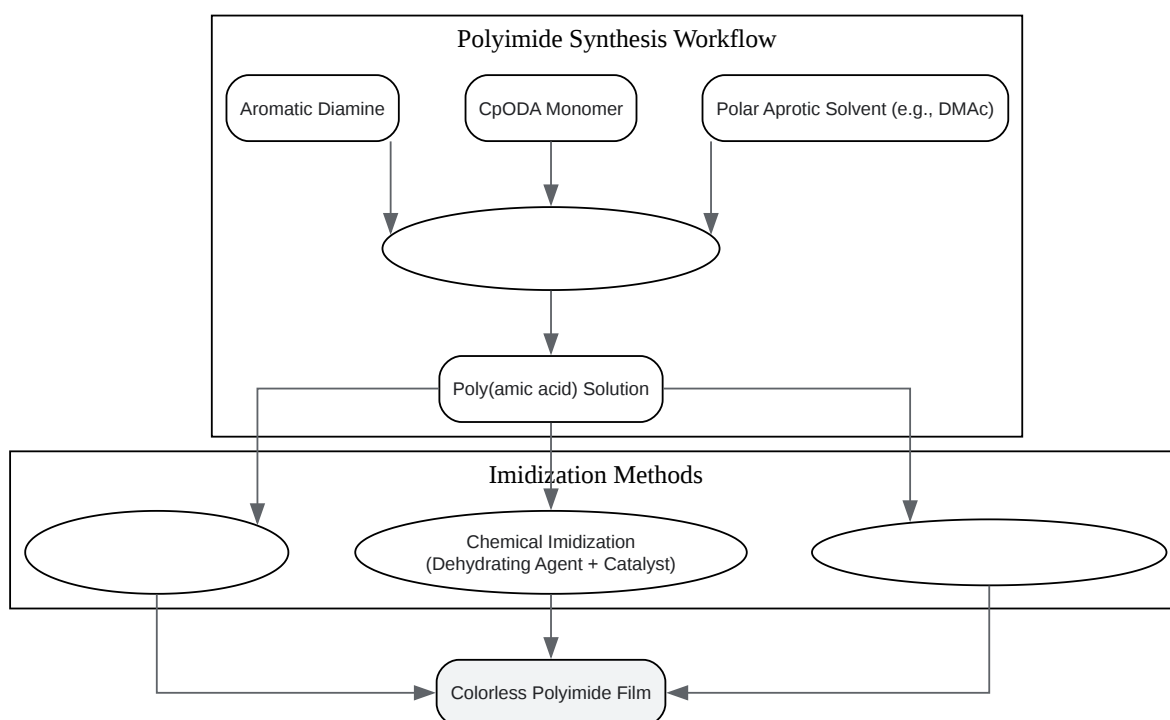 Polyimide Synthesis Workflow
Aromatic Diamine
CpODA Monomer
Polar Aprotic Solvent (e.g., DMAc)
Poly(amic acid) Solution
Imidization Methods
Chemical Imidization
(Dehydrating Agent + Catalyst)
Colorless Polyimide Film